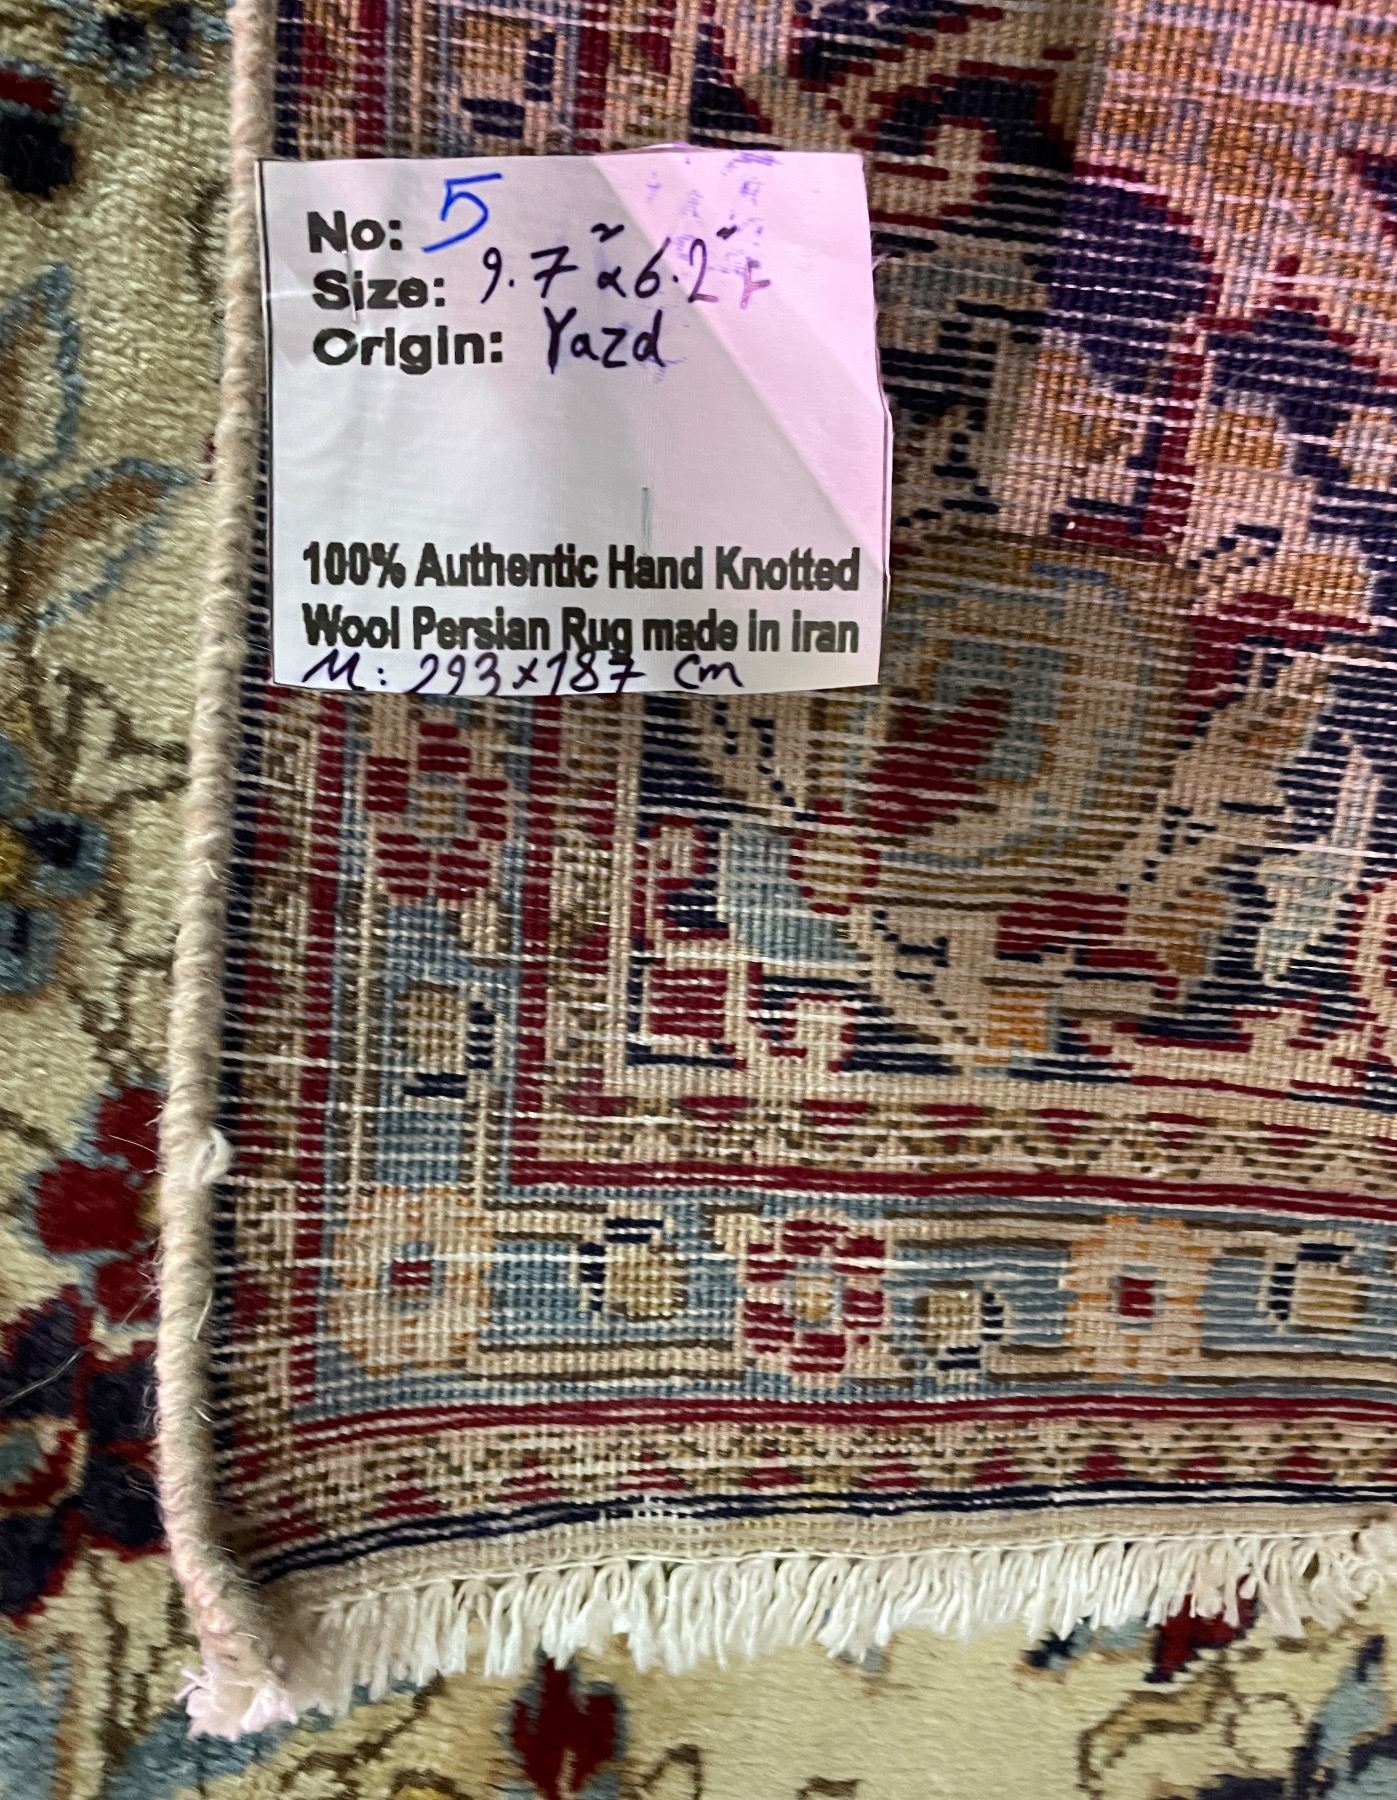 No: 5
Size: 9.7" x 6.2" F
Origin: Yazd
100% Authentic Hand Knotted
Wool Persian Rug made in iran
M: 293x187 cm